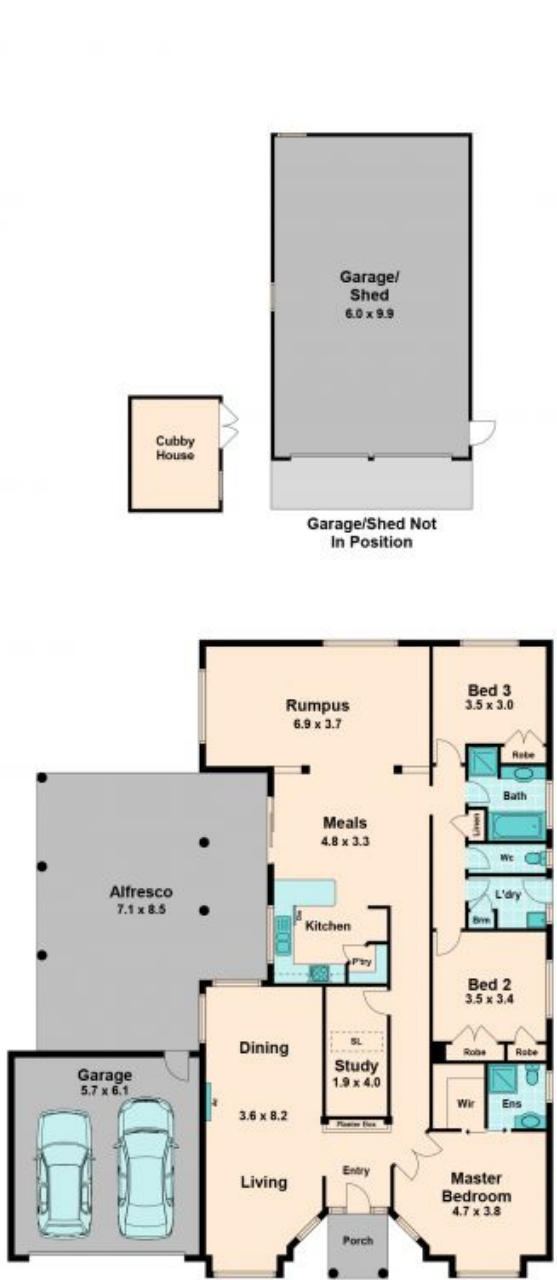 Garage/
Shed
6.0 x 9.9
Cubby
House
Garage/Shed Not
In Position
Rumpus
6.9 x 3.7
Bed 3
3.5 x 3.0
Robe
Bath
Linen
Meals
4.8 x 3.3
Wc
Alfresco
7.1 x 8.5
L'dry
Brm
Kitchen
P'try
Bed 2
3.5 x 3.4
Robe
Robe
Dining
SL
Study
1.9 x 4.0
Garage
5.7 x 6.1
3.6 x 8.2
Planter Box
Wir
Ens
Living
Entry
Master
Bedroom
4.7 x 3.8
Porch